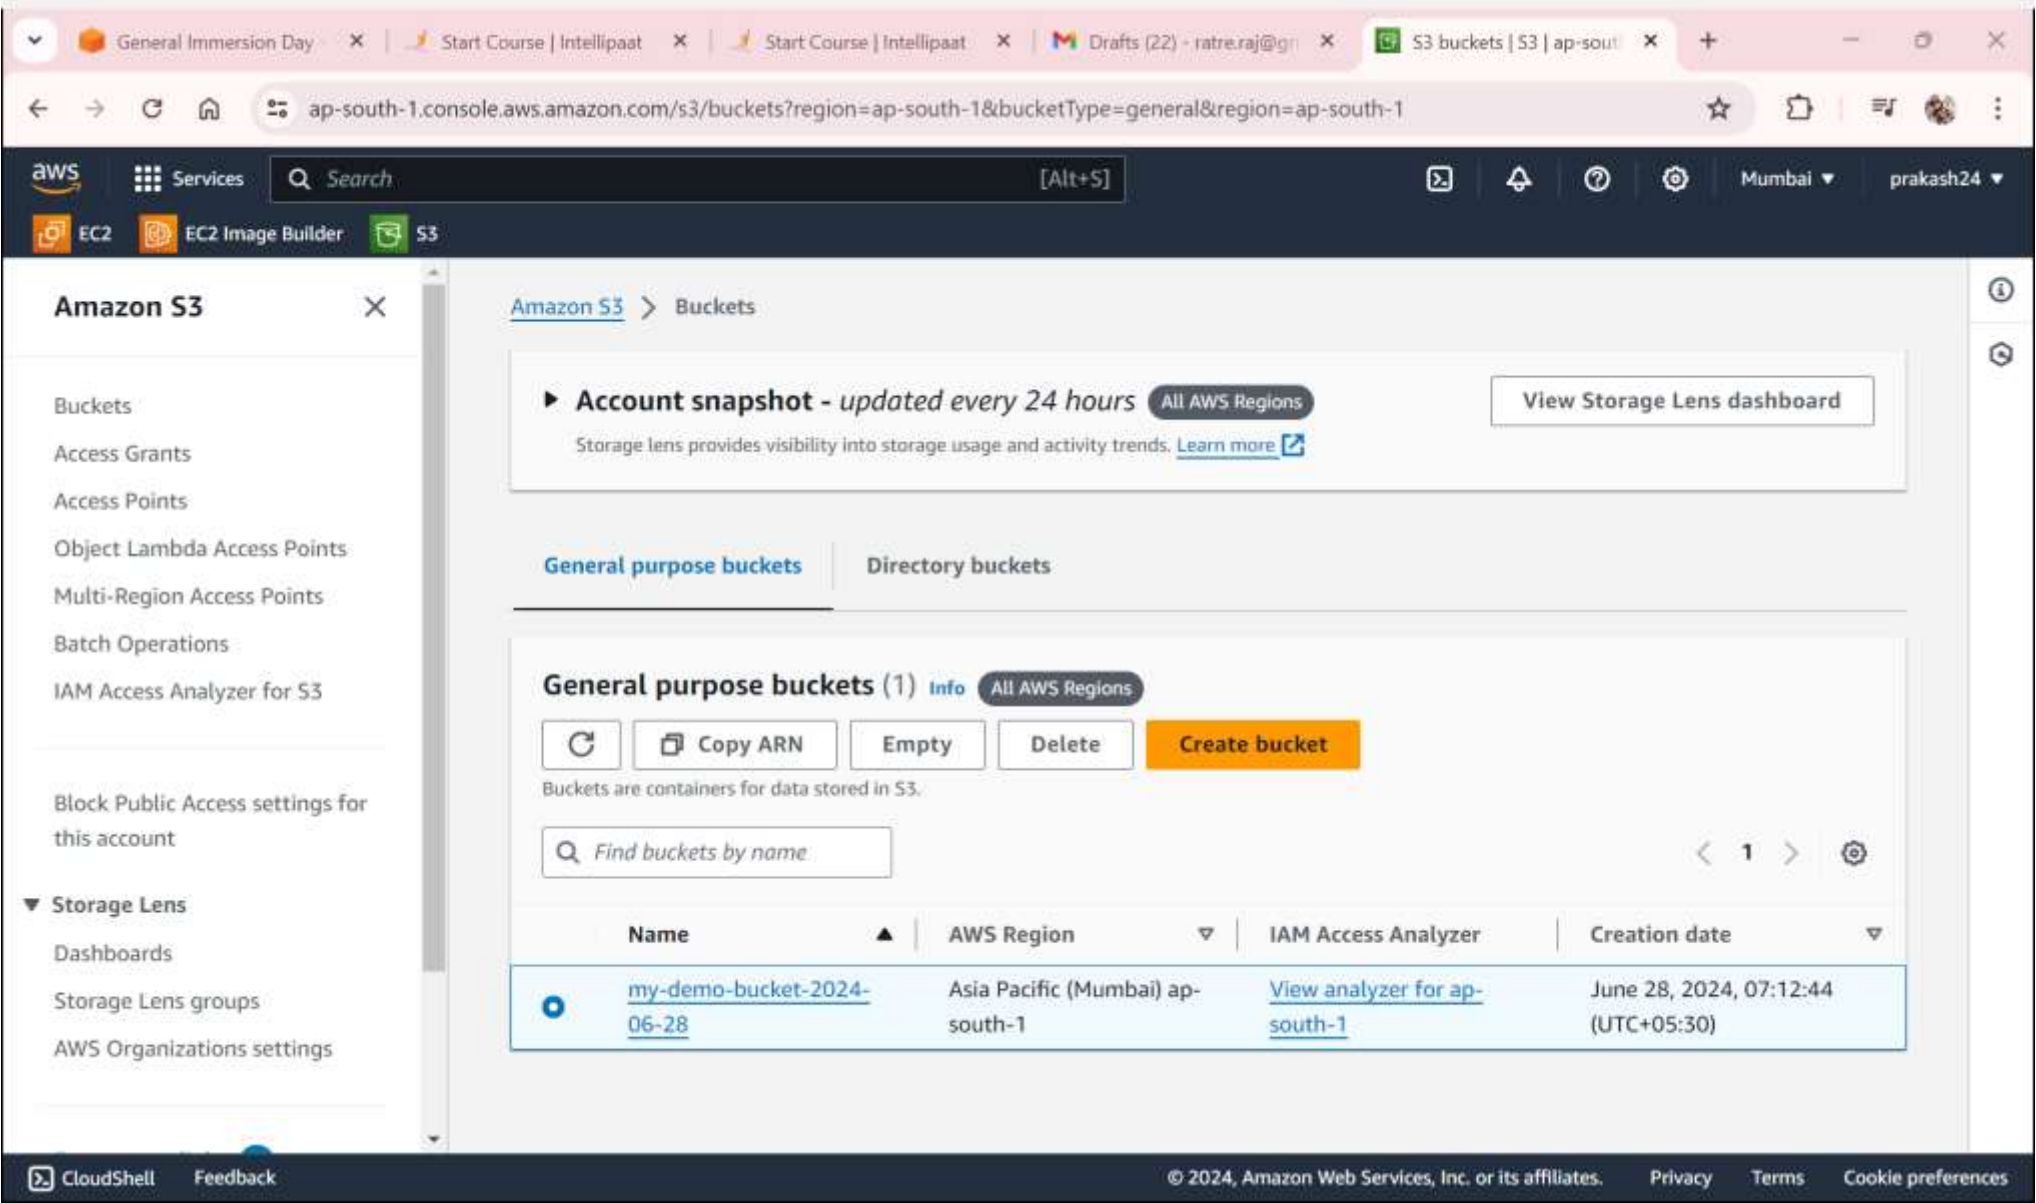 General Immersion Day
Start Course | Intellipaat
Start Course | Intellipaat
Drafts (22) - ratre.raj@gm
S3 buckets | S3 | ap-sout
ap-south-1.console.aws.amazon.com/s3/buckets?region=ap-south-1&bucketType=general&region=ap-south-1
aws
Services
Search
[Alt+S]
Mumbai
prakash24
EC2
EC2 Image Builder
S3
Amazon S3
Buckets
Access Grants
Access Points
Object Lambda Access Points
Multi-Region Access Points
Batch Operations
IAM Access Analyzer for S3
Block Public Access settings for
this account
Storage Lens
Dashboards
Storage Lens groups
AWS Organizations settings
Amazon S3 > Buckets
Account snapshot - updated every 24 hours All AWS Regions
View Storage Lens dashboard
Storage lens provides visibility into storage usage and activity trends. Learn more
General purpose buckets
Directory buckets
General purpose buckets (1) Info All AWS Regions
Copy ARN
Empty
Delete
Create bucket
Buckets are containers for data stored in S3.
Find buckets by name
1
Name
AWS Region
IAM Access Analyzer
Creation date
my-demo-bucket-2024-
06-28
Asia Pacific (Mumbai) ap-
south-1
View analyzer for ap-
south-1
June 28, 2024, 07:12:44
(UTC+05:30)
CloudShell
Feedback
© 2024, Amazon Web Services, Inc. or its affiliates.
Privacy
Terms
Cookie preferences